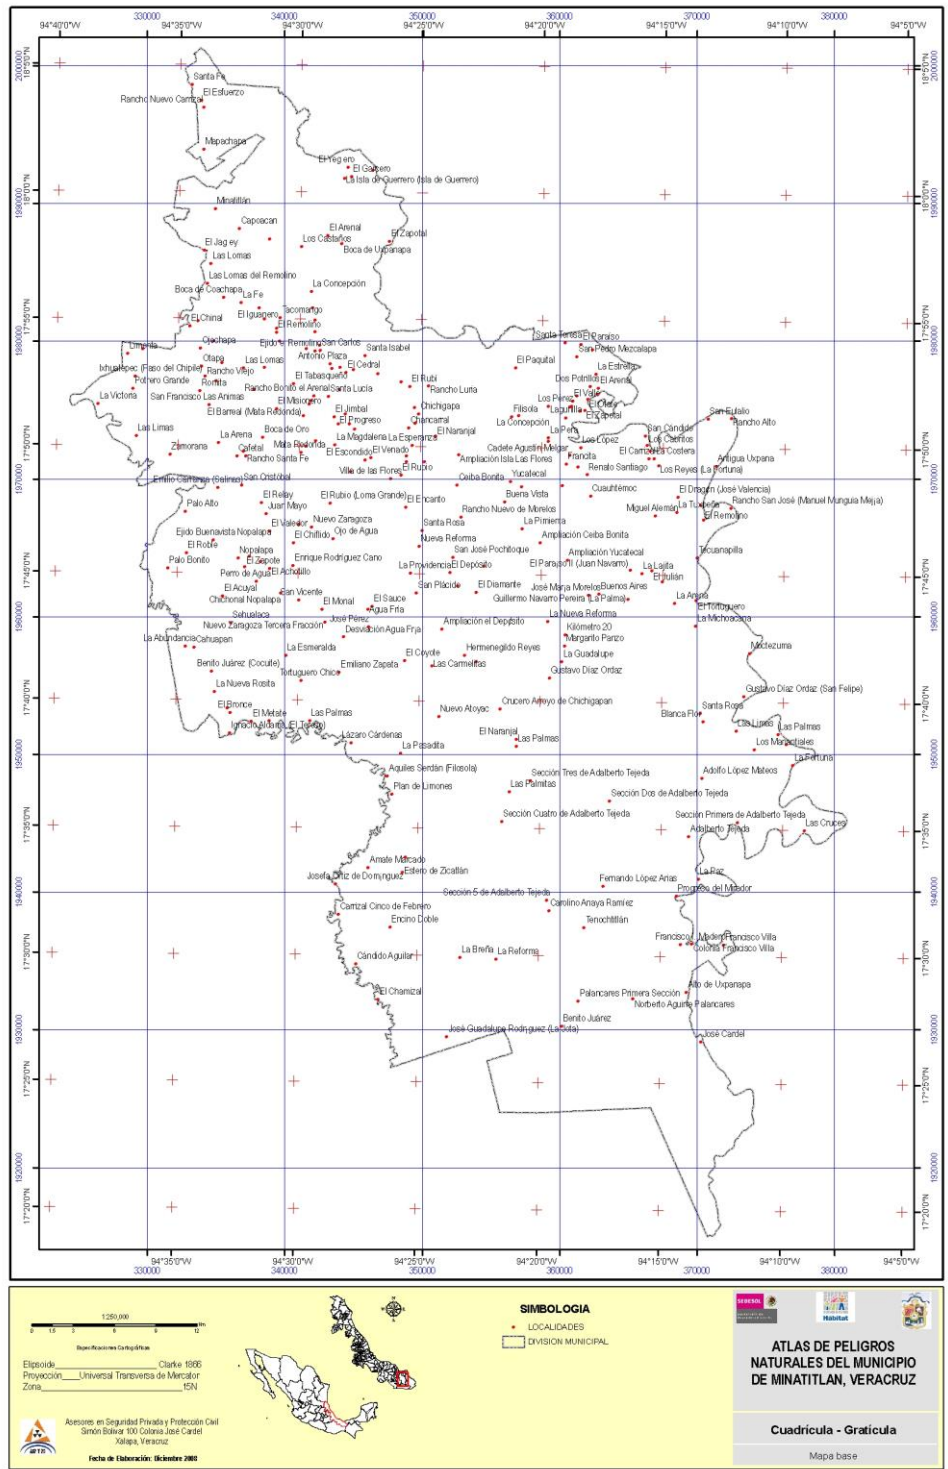 330000 340000 350000 360000 370000 380000
94°40'0"W 94°35'0"W 94°30'0"W 94°25'0"W 94°20'0"W 94°15'0"W 94°10'0"W 94°5'0"W
2000000
18°5'0"N
Santa Fe
El Esfuerzo
Rancho Nuevo Carrizal
Mapachapa
El Garcero
La Isla de Guerrero (Isla de Guerrero)
18°0'0"N
1990000
Minatitlán
Capoacan
El Arenal
Los Castaños
El Zapotal
Boca de Uxpanapa
El Jagüey
Las Lomas
Las Lomas del Remolino
Boca de Coachapa
La Fe
La Concepción
El Iguanero
Tacomango
El Chinal
El Remolino
17°55'0"N
1980000
Limonta
Ojochapa
Ejido el Remolino
San Carlos
Santa Isabel
Santa Teresa
El Paraiso
San Pedro Mezcalapa
Otapa
Antonio Plaza
Las Lomas
El Cedral
El Paquital
La Estrella
Ixhuatepec (Paso del Chipile)
Rancho Viejo
El Tabasqueño
Potrero Grande
Romita
El Rubí
Dos Potrillos
El Arenal
La Victoria
San Francisco Las Animas
Rancho Bonito el Arenal
Santa Lucía
Rancho Luria
El Valle
El Misionero
Los Pérez
El Barreal (Mata Redonda)
El Jimbal
Chichigapa
Filisola
Lagunilla
El Zapotal
San Eufalio
Rancho Alto
El Progreso
Chancarral
La Concepción
Las Limas
La Arena
Boca de Oro
La Magdalena
La Esperanza
El Naranjal
La Pera
San Cándido
Los Cabritos
Zamorana
Cafetal
Mata Redonda
Los López
La Costera
Rancho Santa Fe
El Escondido
El Venado
Cadete Agustín Melgar
Francita
17°50'0"N
Villa de las Flores
El Rubio
Ampliación Isla Las Flores
Renato Santiago
Los Reyes (La Fortuna)
Antigua Uxpana
1970000
San Cristóbal
Ceiba Bonita
Yucatecal
Cuauhtémoc
El Dragón (José Valencia)
Palo Alto
El Relay
Juan Mayo
El Rubio (Loma Grande)
El Encanto
Buena Vista
Rancho San José (Manuel Munguia Mejia)
Rancho Nuevo de Morelos
Miguel Alemán
La Tuxpeña
El Remolino
El Valedor
Nuevo Zaragoza
Santa Rosa
La Pimienta
Ejido Buenavista Nopalapa
El Chiflido
Ojo de Agua
Nueva Reforma
Ampliación Ceiba Bonita
El Roble
Nopalapa
Enrique Rodríguez Cano
San José Pochitoque
Ampliación Yucatecal
Tecuanapilla
Palo Bonito
El Zapote
Perro de Agua
El Achotillo
La Providencia
El Depósito
El Paraíso II (Juan Navarro)
La Lajita
El Julián
17°45'0"N
El Acuyal
San Vicente
San Plácido
El Diamante
José María Morelos
Buenos Aires
Chichonal Nopalapa
El Monal
El Sauce
Guillermo Navarro Pereira (La Palma)
La Arena
El Tortuguero
1960000
Sehualaca
Agua Fria
La Nueva Reforma
La Michoacana
Nuevo Zaragoza Tercera Fracción
José Pérez
Desviación Agua Fria
Ampliación el Depósito
Kilómetro 20
La Abundancia
Cahuapan
Margarito Panzo
La Esmeralda
El Coyote
Hermenegildo Reyes
La Guadalupe
Moctezuma
Benito Juárez (Cocuite)
Tortuguero Chico
Emiliano Zapata
Las Carmelitas
Gustavo Díaz Ordaz
La Nueva Rosita
Gustavo Díaz Ordaz (San Felipe)
17°40'0"N
El Bronce
Nuevo Atoyac
Crucero Arroyo de Chichigapan
Santa Rosa
El Metate
Las Palmas
Blanca Flor
El Naranjal
Las Limas
Las Palmas
Lázaro Cárdenas
Las Palmas
1950000
La Pasadita
Los Manantiales
La Fortuna
Aquiles Serdán (Filosola)
Sección Tres de Adalberto Tejeda
Adolfo López Mateos
Plan de Limones
Las Palmitas
Sección Dos de Adalberto Tejeda
Sección Cuatro de Adalberto Tejeda
Sección Primera de Adalberto Tejeda
17°35'0"N
Adalberto Tejeda
Las Cruces
Amate Marcado
Estero de Zicatlán
La Paz
Josefa Ortiz de Domínguez
Fernando López Arias
1940000
Sección 5 de Adalberto Tejeda
Progreso del Mirador
Carrizal Cinco de Febrero
Carolino Anaya Ramíez
Encino Doble
Tenochtitlán
Francisco I. Madero
Francisco Villa
Colonia Francisco Villa
17°30'0"N
Cándido Aguilar
La Breña
La Reforma
El Chamizal
Alto de Uxpanapa
Palancares Primera Sección
Norberto Aguirre Palancares
Benito Juárez
1930000
José Guadalupe Rodríguez (La Jota)
José Cardel
17°25'0"N
1920000
17°20'0"N
94°35'0"W 94°30'0"W 94°25'0"W 94°20'0"W 94°15'0"W 94°10'0"W 94°5'0"W
330000 340000 350000 360000 370000 380000
1:250,000
0 1.5 3 6 9 12
Km
Especificaciones Cartográficas
Elipsoide Clarke 1866
Proyección Universal Transversa de Mercator
Zona 15N
Asesores en Seguridad Privada y Protección Civil
Simón Bolivar 100 Colonia José Cardel
Xalapa, Veracruz
Fecha de Elaboración: Diciembre 2008
SIMBOLOGIA
LOCALIDADES
DIVISION MUNICIPAL
SEDESOL
Hábitat
ATLAS DE PELIGROS
NATURALES DEL MUNICIPIO
DE MINATITLAN, VERACRUZ
Cuadrícula - Gratícula
Mapa base